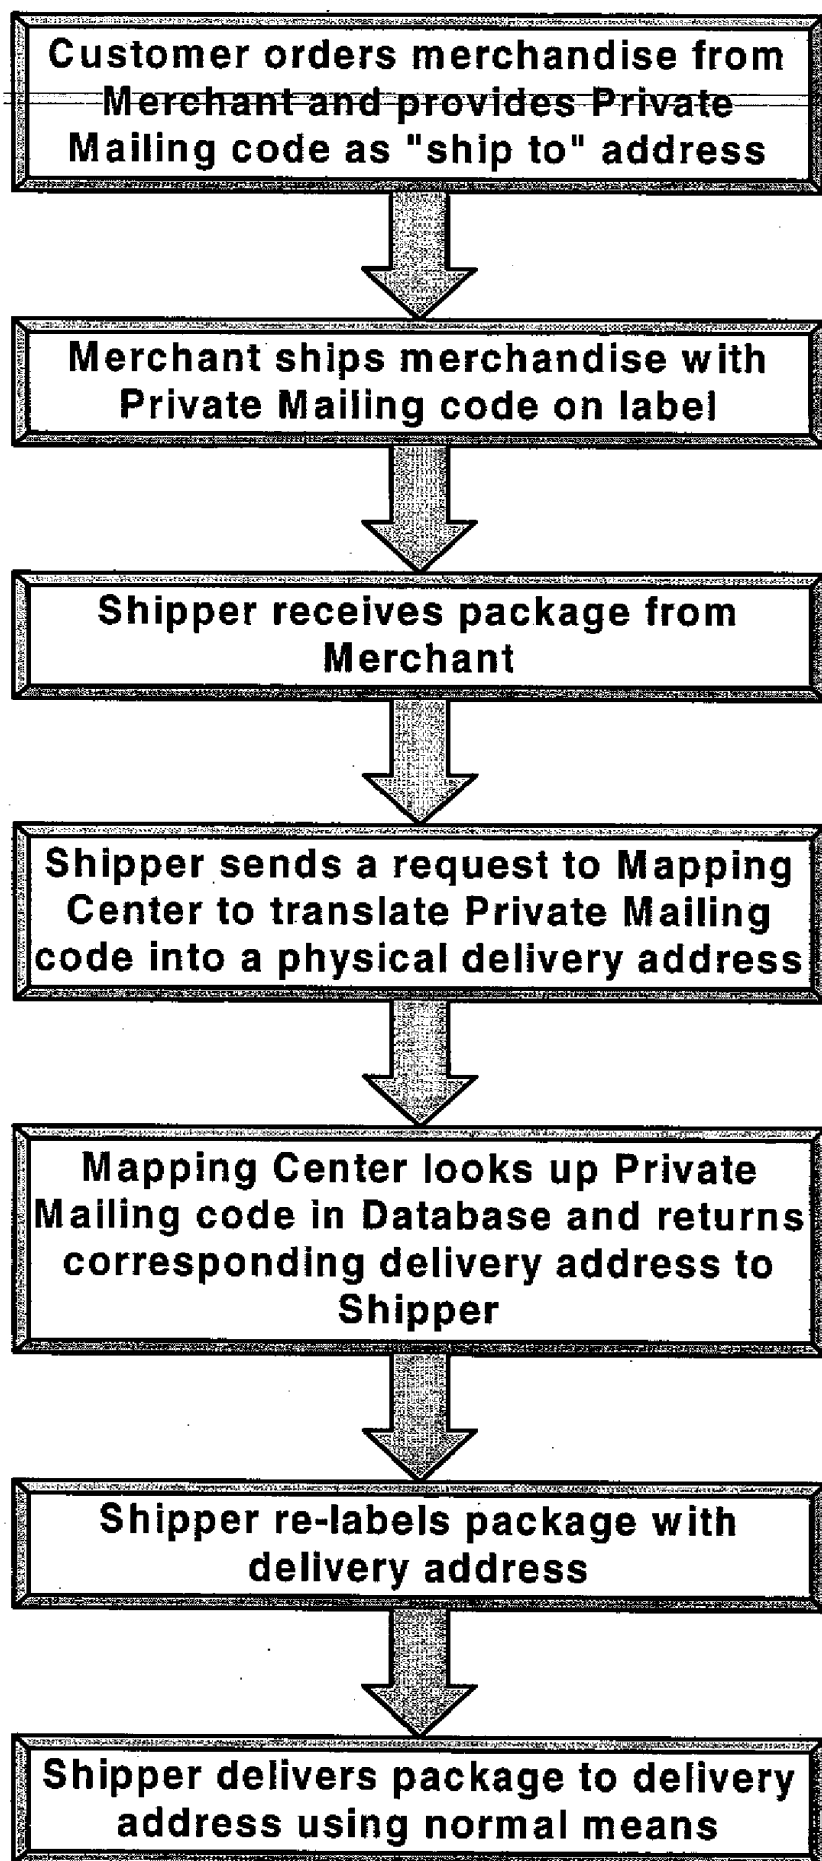 Customer orders merchandise from
Merchant and provides Private
Mailing code as "ship to" address
Merchant ships merchandise with
Private Mailing code on label
Shipper receives package from
Merchant
Shipper sends a request to Mapping
Center to translate Private Mailing
code into a physical delivery address
Mapping Center looks up Private
Mailing code in Database and returns
corresponding delivery address to
Shipper
Shipper re-labels package with
delivery address
Shipper delivers package to delivery
address using normal means